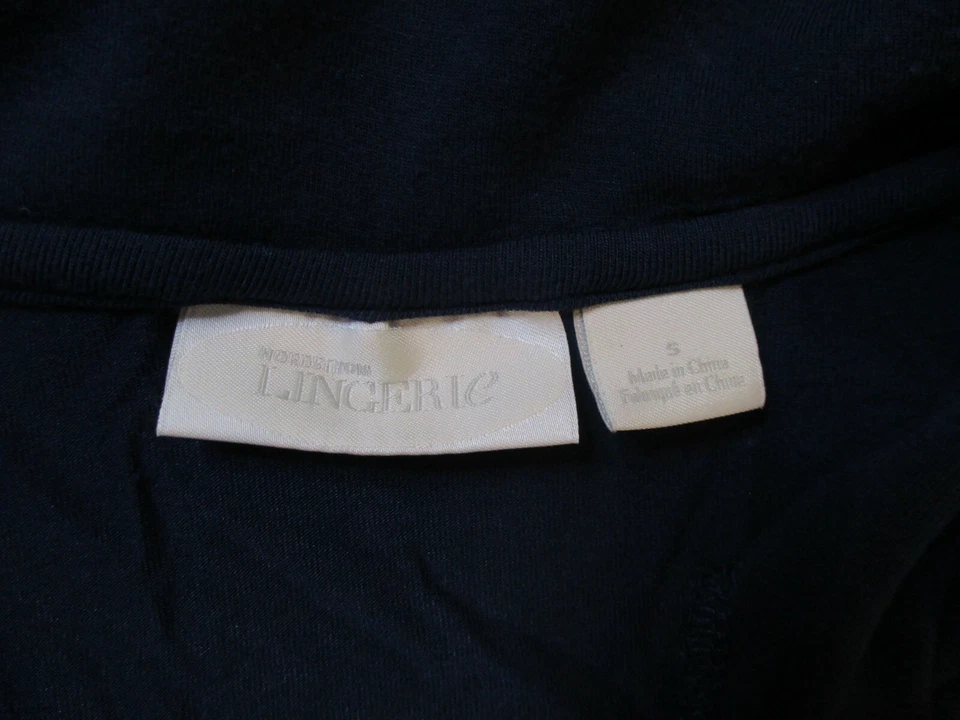 NORDSTROM
LINGERIE
S
Made in China
Fabriqué en Chine